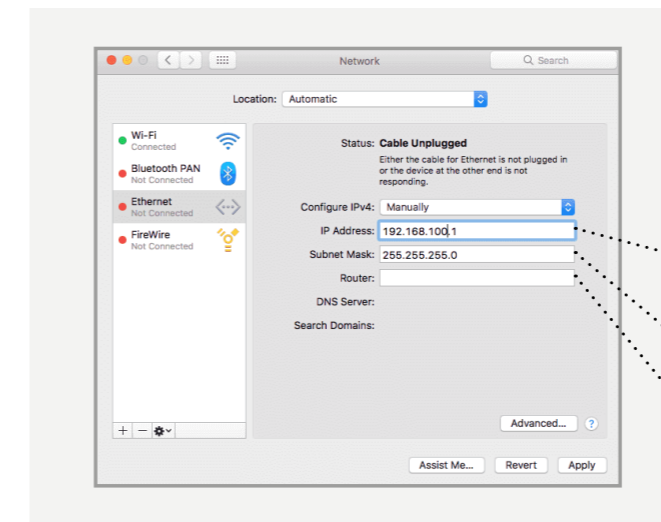 Network
Search
Location: Automatic
Wi-Fi
Connected
Bluetooth PAN
Not Connected
Ethernet
Not Connected
FireWire
Not Connected
Status: Cable Unplugged
Either the cable for Ethernet is not plugged in
or the device at the other end is not
responding.
Configure IPv4: Manually
IP Address: 192.168.100.1
Subnet Mask: 255.255.255.0
Router:
DNS Server:
Search Domains:
Advanced... ?
Assist Me... Revert Apply